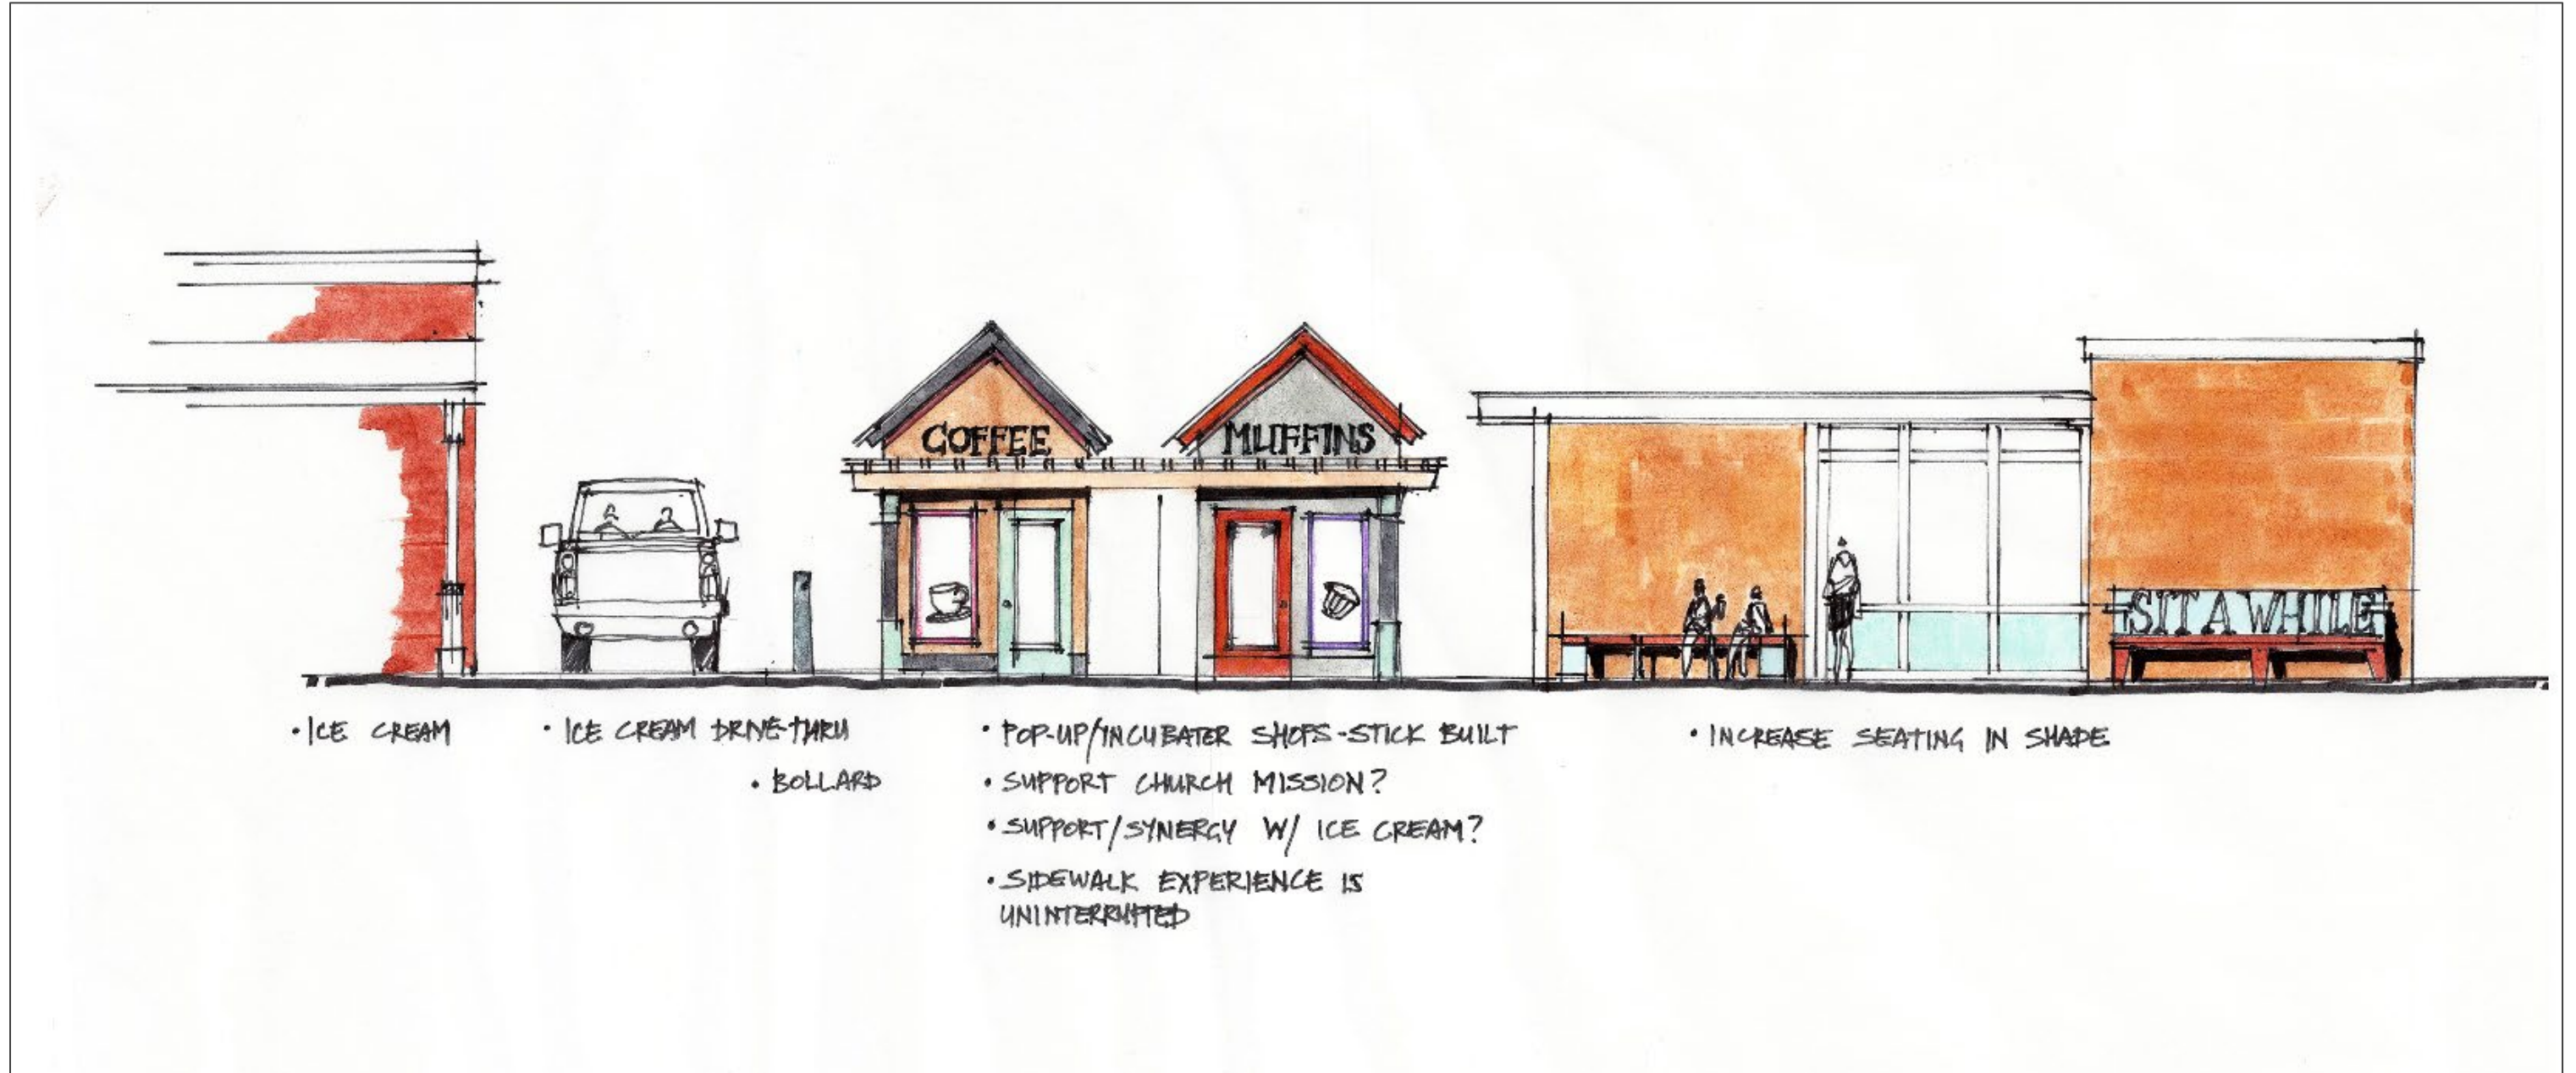 COFFEE
MUFFINS
SIT A WHILE
• ICE CREAM
• ICE CREAM DRIVE-THRU
• BOLLARD
• POP-UP/INCUBATER SHOPS-STICK BUILT
• SUPPORT CHURCH MISSION?
• SUPPORT/SYNERGY W/ ICE CREAM?
• SIDEWALK EXPERIENCE IS
UNINTERRUPTED
• INCREASE SEATING IN SHADE